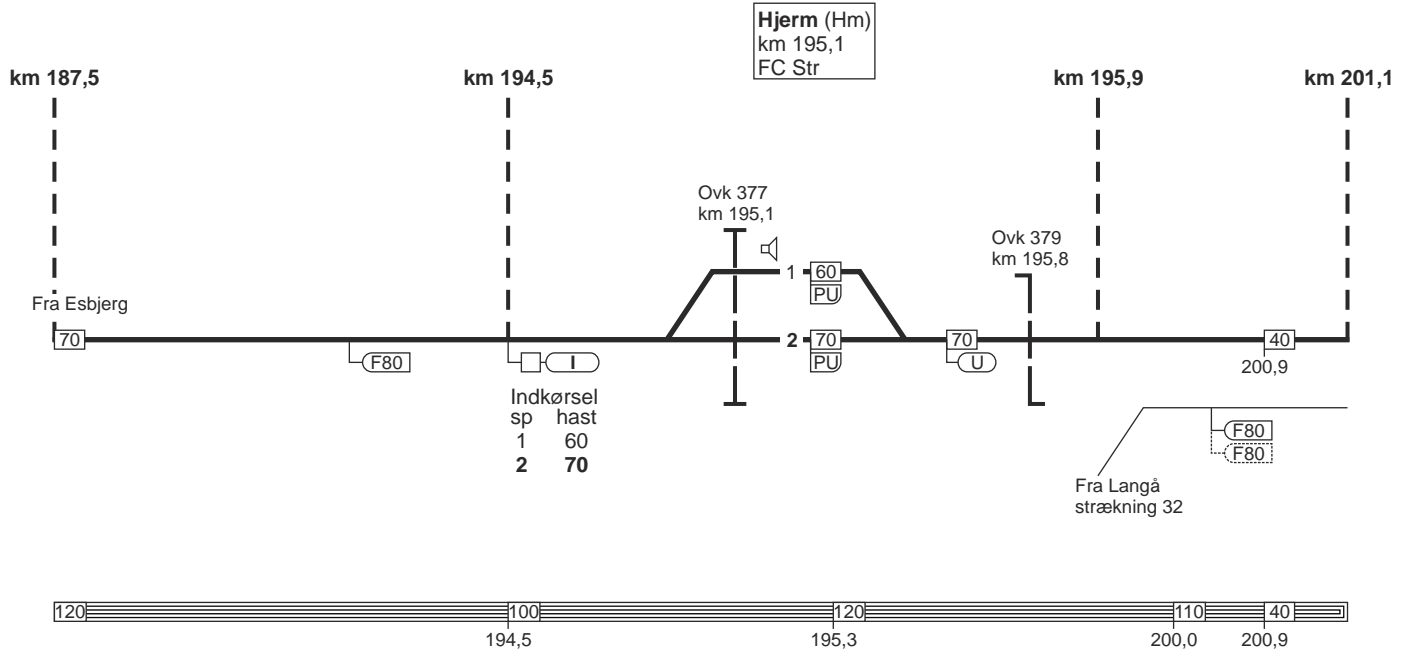 Hjerm (Hm)
km 195,1
FC Str
km 187,5
km 194,5
km 195,9
km 201,1
Ovk 377
km 195,1
Ovk 379
km 195,8
1 60
PU
Fra Esbjerg
70
2 70 70 40
F80
I
PU
U
200,9
Indkørsel
sp hast
1 60
2 70
F80
F80
Fra Langå
strækning 32
120 100 120 110 40
194,5 195,3 200,0 200,9